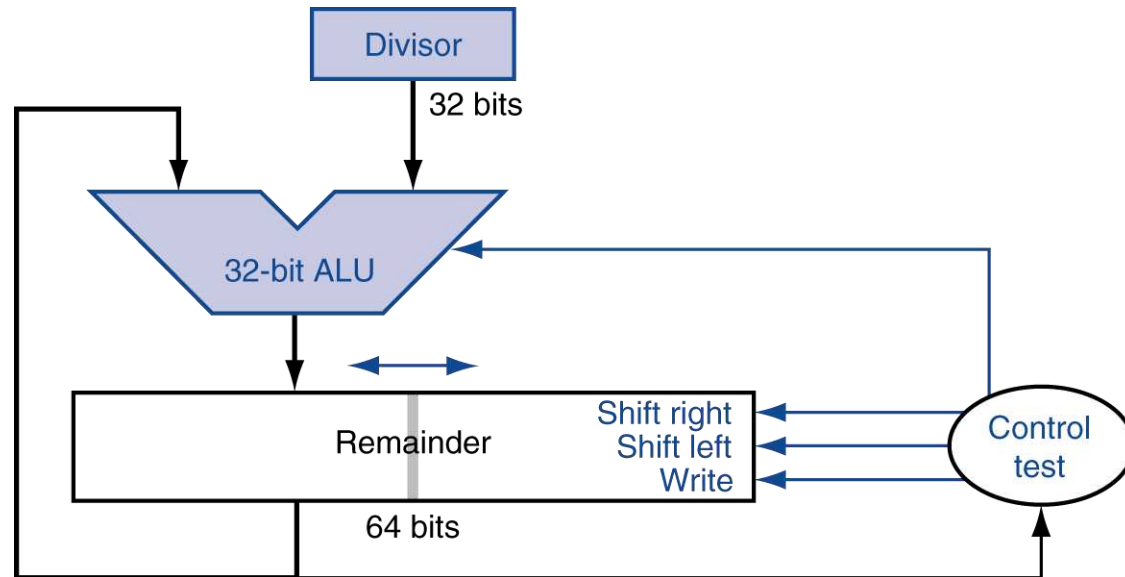 Divisor
32 bits
32-bit ALU
Remainder
Shift right
Shift left
Write
Control
test
64 bits